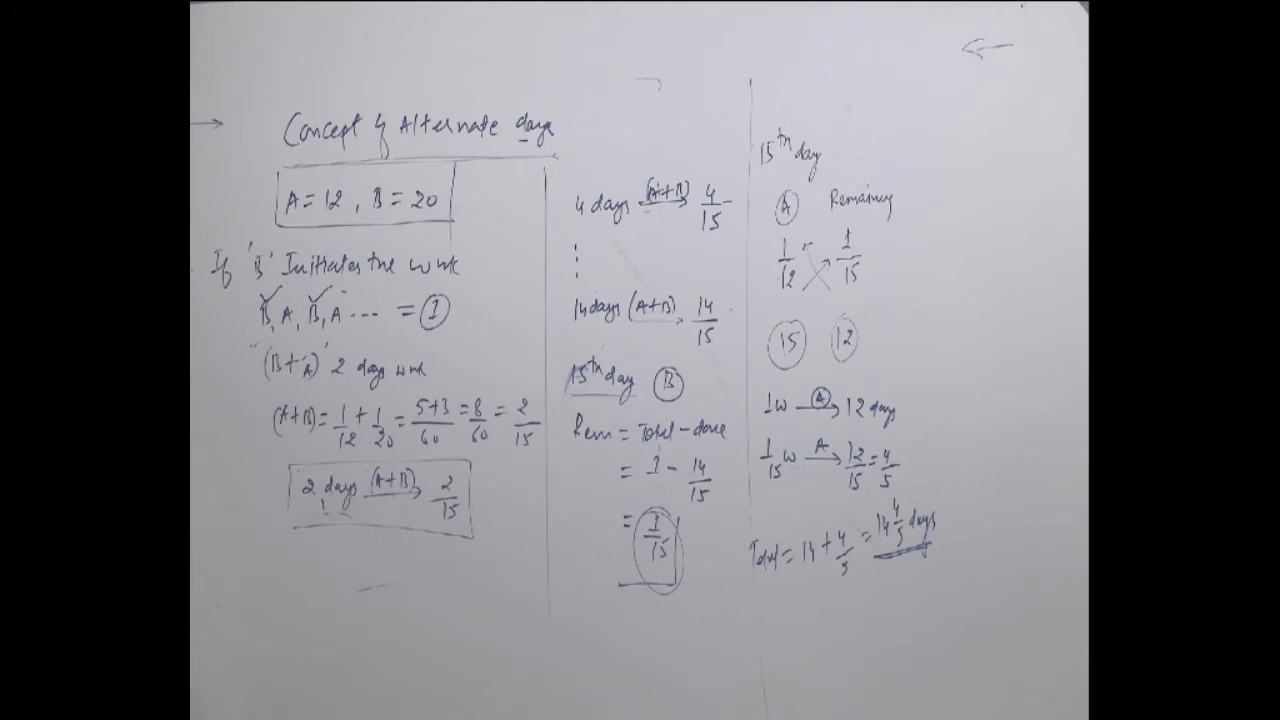 Concept of Alternate days
A = 12 , B = 20
If 'B' Initiates the work
B, A, B, A ... = 1
"(B+A)" 2 day work
(A+B) = 1/12 + 1/20 = 5+3/60 = 8/60 = 2/15
2 days (A+B) → 2/15
4 days (A+B) → 4/15
14 days (A+B) → 14/15
15th day B
Rem = Total - done
= 1 - 14/15
= 1/15
15th day
A Remaining
1/12 1/15
15 12
1w A → 12 days
1/15 w A → 12/15 = 4/5
Total = 14 + 4/5 = 14 4/5 days